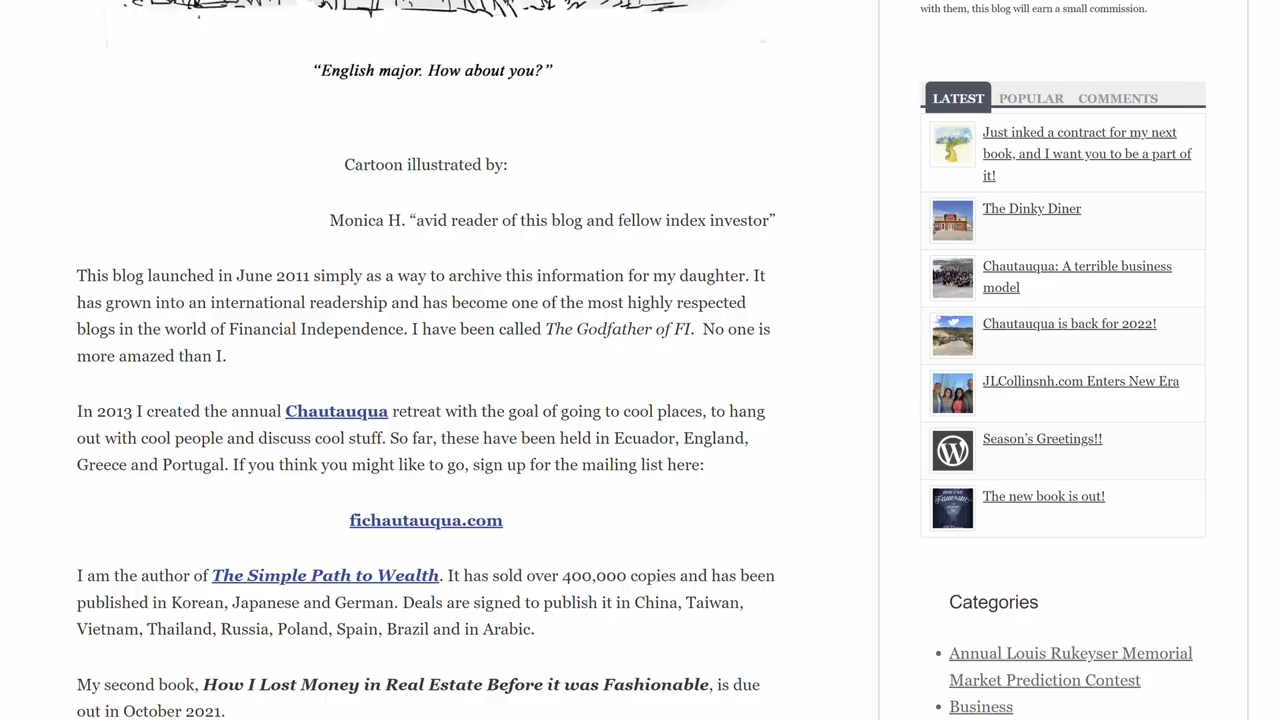 with them, this blog will earn a small commission.
“English major. How about you?”
Cartoon illustrated by:
Monica H. “avid reader of this blog and fellow index investor”
This blog launched in June 2011 simply as a way to archive this information for my daughter. It
has grown into an international readership and has become one of the most highly respected
blogs in the world of Financial Independence. I have been called The Godfather of FI.  No one is
more amazed than I.
In 2013 I created the annual Chautauqua retreat with the goal of going to cool places, to hang
out with cool people and discuss cool stuff. So far, these have been held in Ecuador, England,
Greece and Portugal. If you think you might like to go, sign up for the mailing list here:
fichautauqua.com
I am the author of The Simple Path to Wealth. It has sold over 400,000 copies and has been
published in Korean, Japanese and German. Deals are signed to publish it in China, Taiwan,
Vietnam, Thailand, Russia, Poland, Spain, Brazil and in Arabic.
My second book, How I Lost Money in Real Estate Before it was Fashionable, is due
out in October 2021.
LATEST POPULAR COMMENTS
Just inked a contract for my next
book, and I want you to be a part of
it!
The Dinky Diner
Chautauqua: A terrible business
model
Chautauqua is back for 2022!
JLCollinsnh.com Enters New Era
Season’s Greetings!!
The new book is out!
Categories
Annual Louis Rukeyser Memorial
Market Prediction Contest
Business